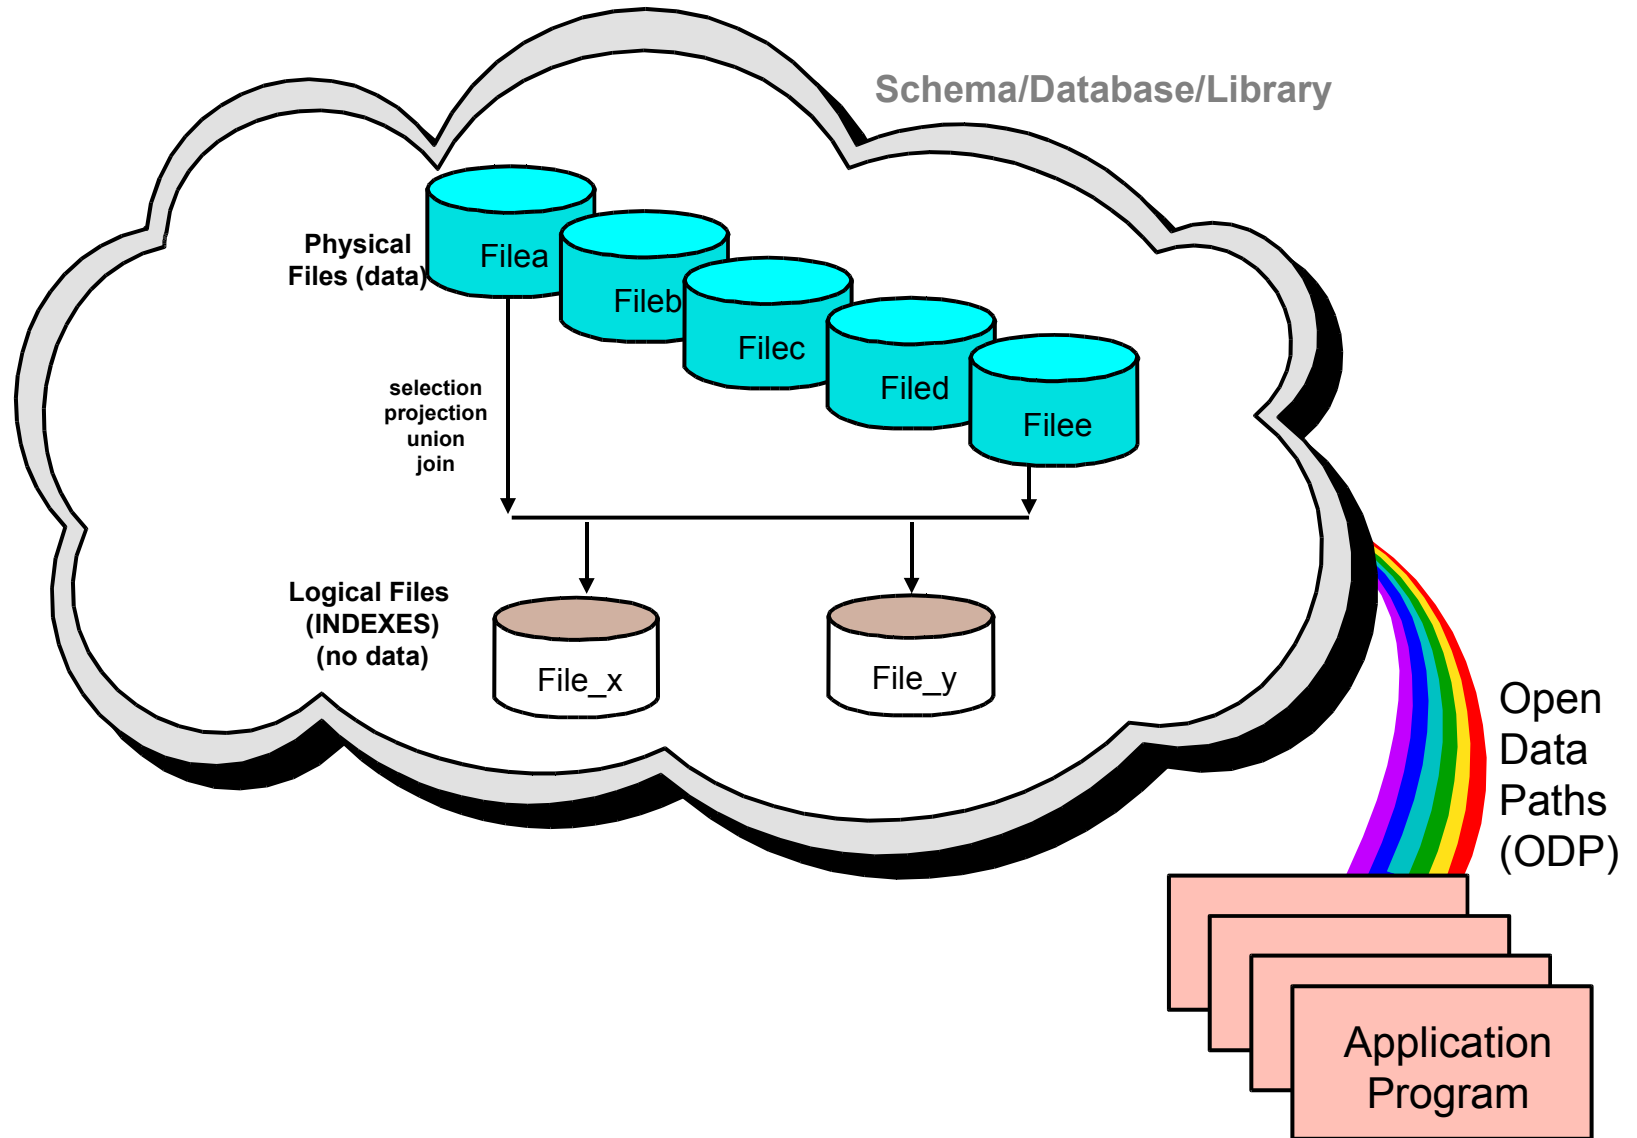 Schema/Database/Library
Physical
Files (data)
Filea
Fileb
Filec
Filed
Filee
selection
projection
union
join
Logical Files
(INDEXES)
(no data)
File_x
File_y
Open
Data
Paths
(ODP)
Application
Program